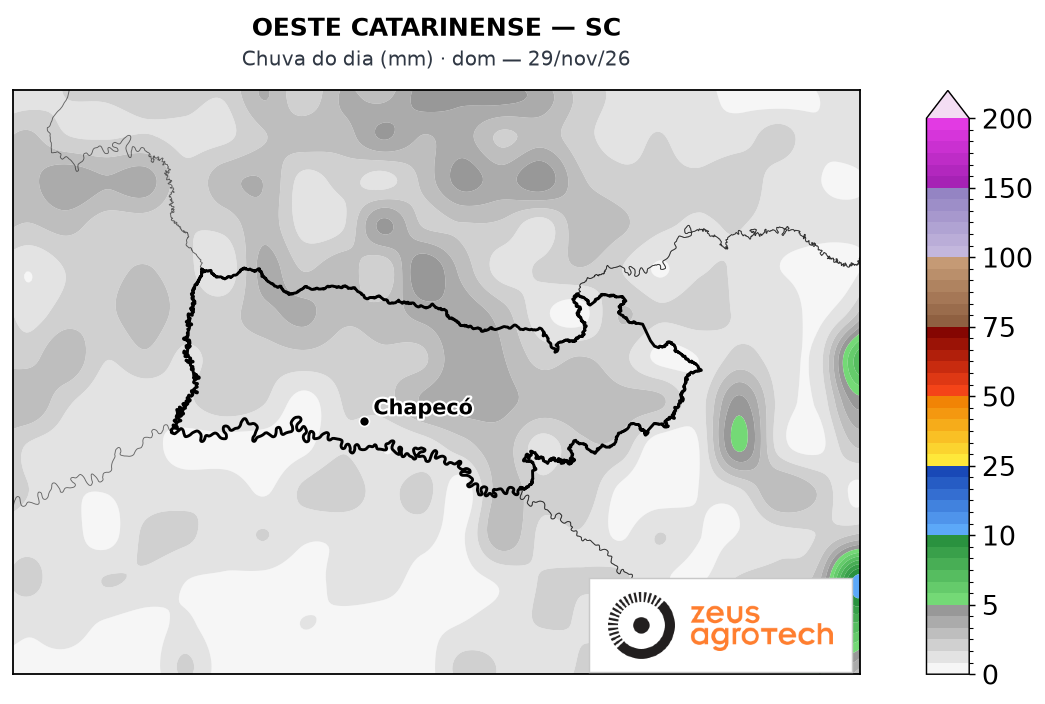 OESTE CATARINENSE — SC
Chuva do dia (mm) · dom — 29/nov/26
200
150
100
75
50
25
10
5
0
Chapecó
zeus
agrotech